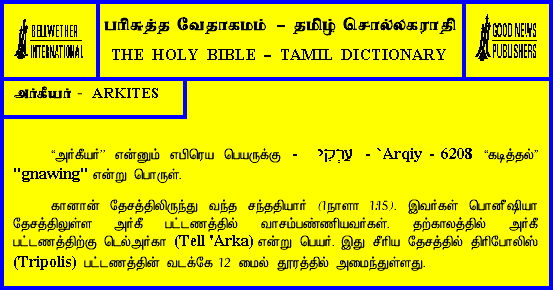 BELLWETHER
INTERNATIONAL
பரிசுத்த வேதாகமம் – தமிழ் சொல்லகராதி
THE HOLY BIBLE – TAMIL DICTIONARY
GOOD NEWS
PUBLISHERS
அர்கீயர் - ARKITES
“அர்கீயர்” என்னும் எபிரெய பெயருக்கு - עַרְקִי - `Arqiy - 6208 “கடித்தல்”
"gnawing" என்று பொருள்.
கானான் தேசத்திலிருந்து வந்த சந்ததியார் (1நாளா 1:15). இவர்கள் பொனீஷியா
தேசத்திலுள்ள அர்கீ பட்டணத்தில் வாசம்பண்ணியவர்கள். தற்காலத்தில் அர்கீ
பட்டணத்திற்கு டெல்அர்கா (Tell 'Arka) என்று பெயர். இது சீரிய தேசத்தில் திரிபோலிஸ்
(Tripolis) பட்டணத்தின் வடக்கே 12 மைல் தூரத்தில் அமைந்துள்ளது.